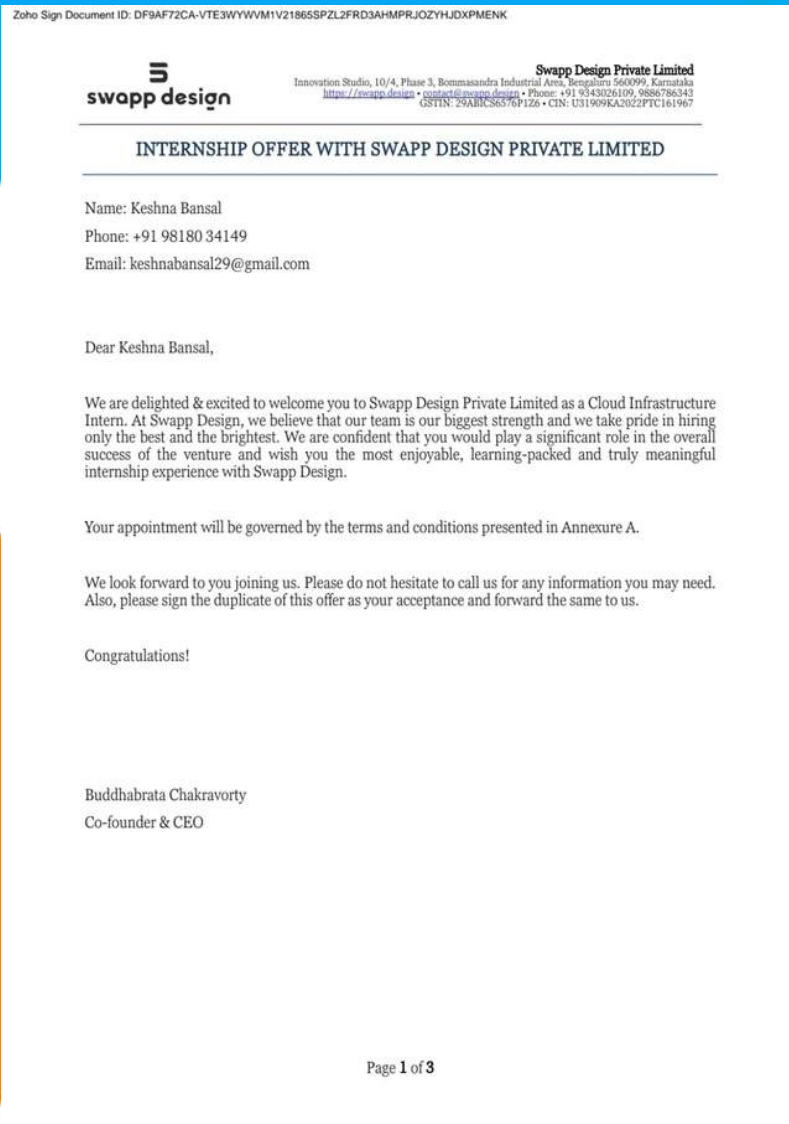 Zoho Sign Document ID: DF9AF72CA-VTE3WYWVM1V21865SPZL2FRD3AHMPRJOZYHJDXPMENK
swapp design
Swapp Design Private Limited
Innovation Studio, 10/4, Phase 3, Bommasandra Industrial Area, Bengaluru 560099, Karnataka
https://swapp.design • contact@swapp.design • Phone: +91 9343026109, 9886786343
GSTIN: 29ABICS6576P1Z6 • CIN: U31909KA2022PTC161967
INTERNSHIP OFFER WITH SWAPP DESIGN PRIVATE LIMITED
Name: Keshna Bansal
Phone: +91 98180 34149
Email: keshnabansal29@gmail.com
Dear Keshna Bansal,
We are delighted & excited to welcome you to Swapp Design Private Limited as a Cloud Infrastructure
Intern. At Swapp Design, we believe that our team is our biggest strength and we take pride in hiring
only the best and the brightest. We are confident that you would play a significant role in the overall
success of the venture and wish you the most enjoyable, learning-packed and truly meaningful
internship experience with Swapp Design.
Your appointment will be governed by the terms and conditions presented in Annexure A.
We look forward to you joining us. Please do not hesitate to call us for any information you may need.
Also, please sign the duplicate of this offer as your acceptance and forward the same to us.
Congratulations!
Buddhabrata Chakravorty
Co-founder & CEO
Page 1 of 3